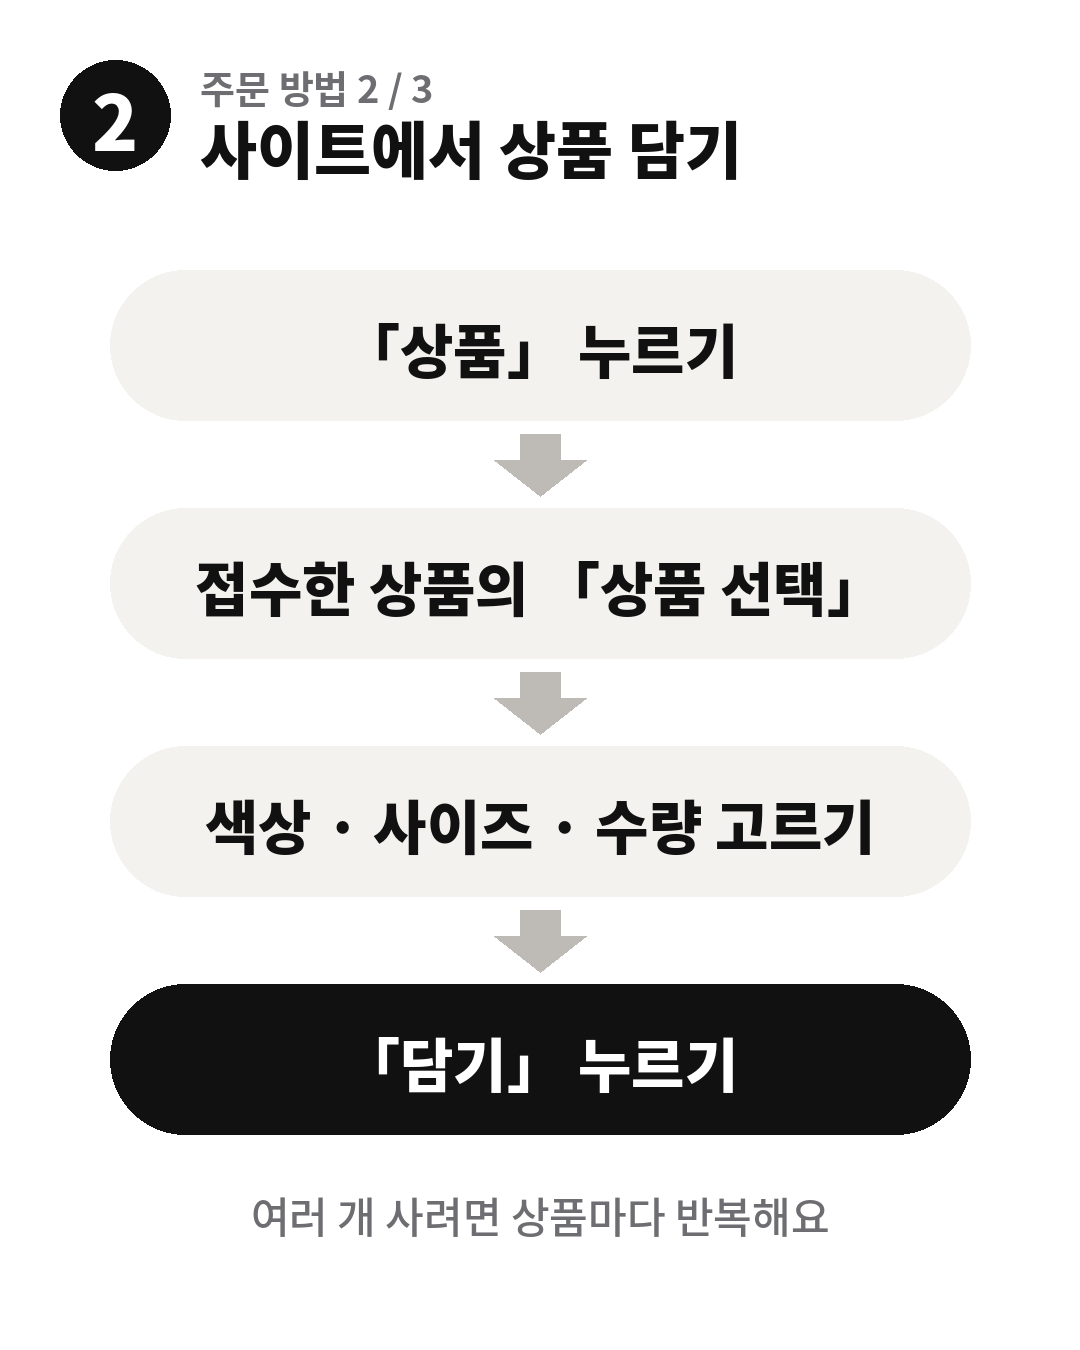 2
주문 방법 2 / 3
사이트에서 상품 담기
「상품」 누르기
접수한 상품의 「상품 선택」
색상 · 사이즈 · 수량 고르기
「담기」 누르기
여러 개 사려면 상품마다 반복해요